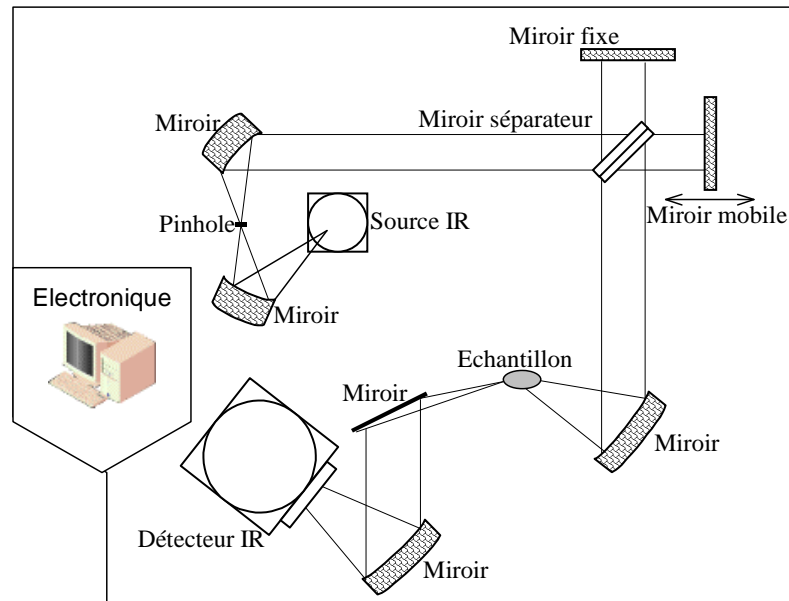 Miroir fixe
Miroir
Miroir séparateur
Pinhole
Source IR
Miroir mobile
Electronique
Miroir
Echantillon
Miroir
Miroir
Détecteur IR
Miroir